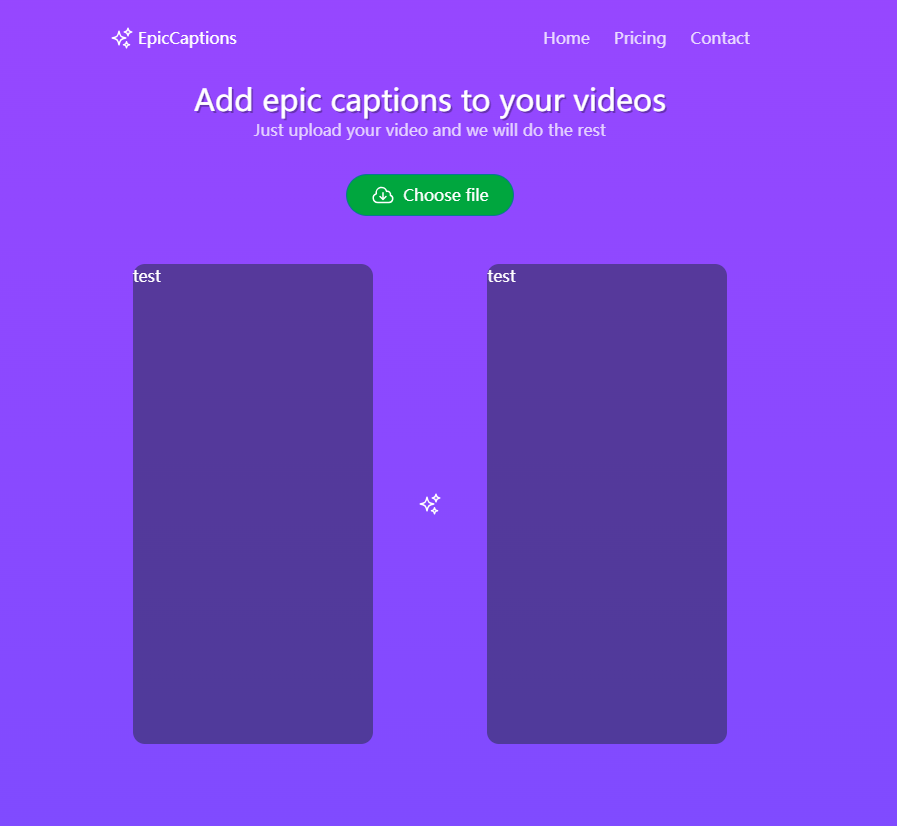 EpicCaptions
Home Pricing Contact
Add epic captions to your videos
Just upload your video and we will do the rest
Choose file
test
test